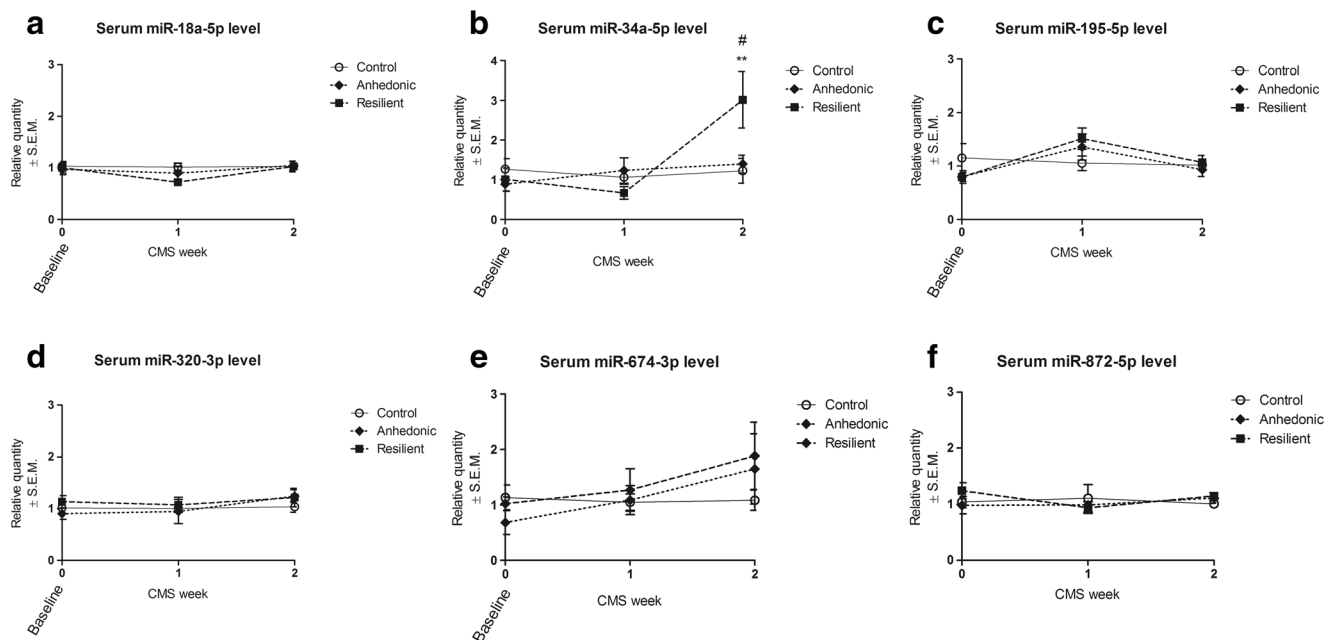 a
Serum miR-18a-5p level
Relative quantity
± S.E.M.
3
2
1
0
0
1
2
Baseline
CMS week
Control
Anhedonic
Resilient
b
Serum miR-34a-5p level
#
**
Relative quantity
± S.E.M.
4
3
2
1
0
0
1
2
Baseline
CMS week
Control
Anhedonic
Resilient
c
Serum miR-195-5p level
Relative quantity
± S.E.M.
3
2
1
0
0
1
2
Baseline
CMS week
Control
Anhedonic
Resilient
d
Serum miR-320-3p level
Relative quantity
± S.E.M.
3
2
1
0
0
1
2
Baseline
CMS week
Control
Anhedonic
Resilient
e
Serum miR-674-3p level
Relative quantity
± S.E.M.
3
2
1
0
0
1
2
Baseline
CMS week
Control
Anhedonic
Resilient
f
Serum miR-872-5p level
Relative quantity
± S.E.M.
3
2
1
0
0
1
2
CMS week
Control
Anhedonic
Resilient